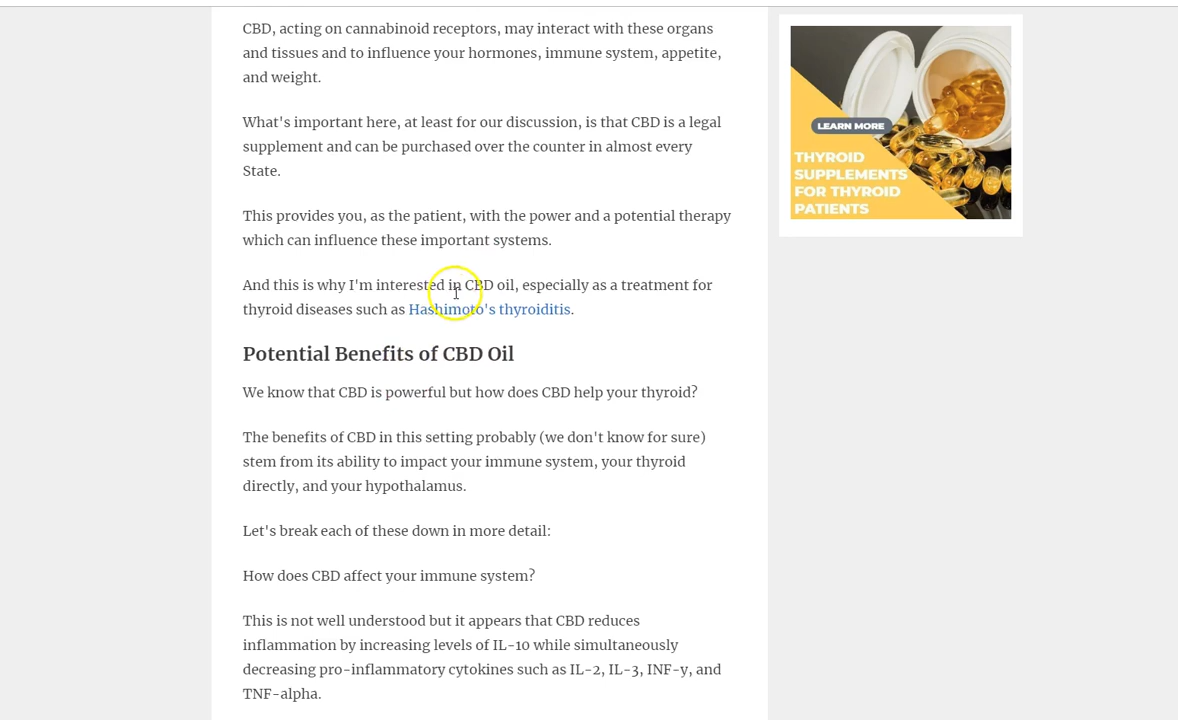 CBD, acting on cannabinoid receptors, may interact with these organs
and tissues and to influence your hormones, immune system, appetite,
and weight.
What's important here, at least for our discussion, is that CBD is a legal
supplement and can be purchased over the counter in almost every
State.
This provides you, as the patient, with the power and a potential therapy
which can influence these important systems.
And this is why I'm interested in CBD oil, especially as a treatment for
thyroid diseases such as Hashimoto's thyroiditis.
Potential Benefits of CBD Oil
We know that CBD is powerful but how does CBD help your thyroid?
The benefits of CBD in this setting probably (we don't know for sure)
stem from its ability to impact your immune system, your thyroid
directly, and your hypothalamus.
Let's break each of these down in more detail:
How does CBD affect your immune system?
This is not well understood but it appears that CBD reduces
inflammation by increasing levels of IL-10 while simultaneously
decreasing pro-inflammatory cytokines such as IL-2, IL-3, INF-y, and
TNF-alpha.
LEARN MORE
THYROID
SUPPLEMENTS
FOR THYROID
PATIENTS